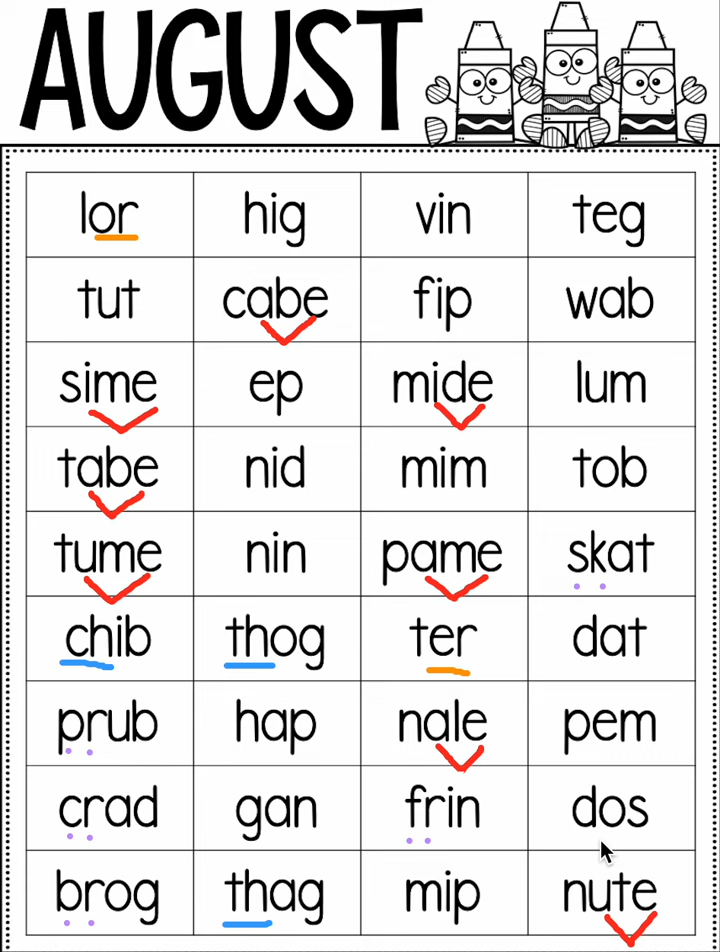 AUGUST
lor hig vin teg
tut cabe fip wab
sime ep mide lum
tabe nid mim tob
tume nin pame skat
chib thog ter dat
prub hap nale pem
crad gan frin dos
brog thag mip nute